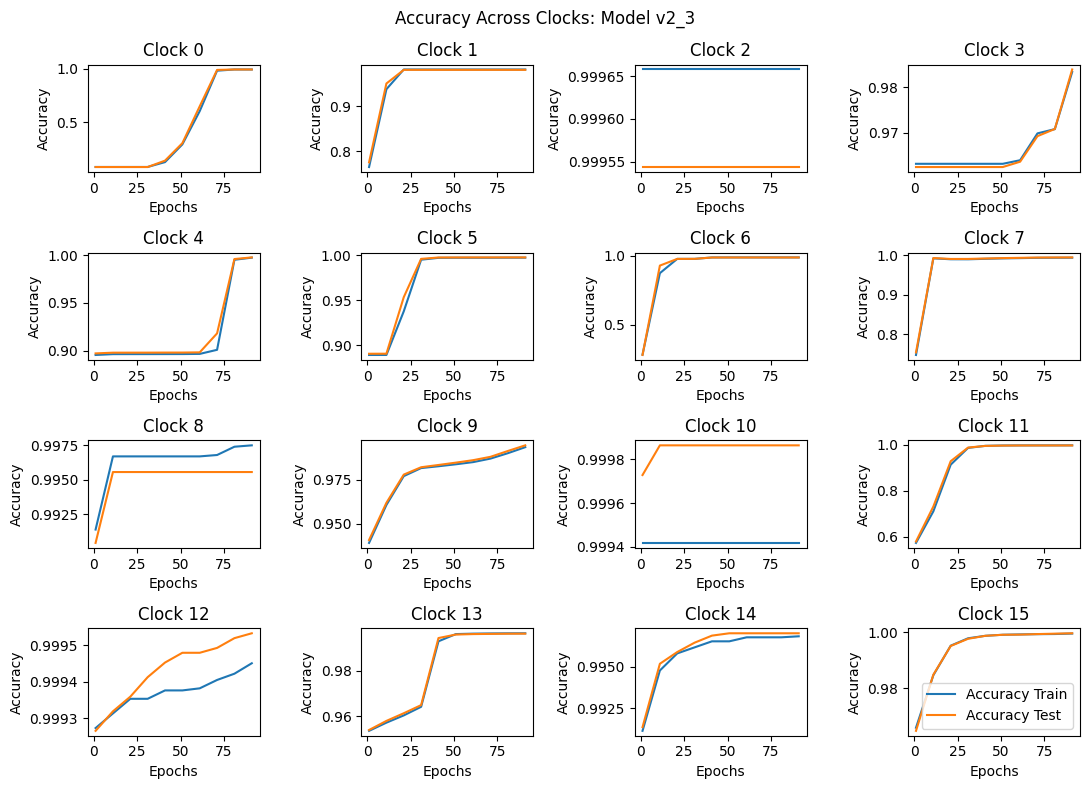 Accuracy Across Clocks: Model v2_3
Clock 0
Accuracy
1.0
0.5
0 25 50 75
Epochs
Clock 1
Accuracy
0.9
0.8
0 25 50 75
Epochs
Clock 2
Accuracy
0.99965
0.99960
0.99955
0 25 50 75
Epochs
Clock 3
Accuracy
0.98
0.97
0 25 50 75
Epochs
Clock 4
Accuracy
1.00
0.95
0.90
0 25 50 75
Epochs
Clock 5
Accuracy
1.00
0.95
0.90
0 25 50 75
Epochs
Clock 6
Accuracy
1.0
0.5
0 25 50 75
Epochs
Clock 7
Accuracy
1.0
0.9
0.8
0 25 50 75
Epochs
Clock 8
Accuracy
0.9975
0.9950
0.9925
0 25 50 75
Epochs
Clock 9
Accuracy
0.975
0.950
0 25 50 75
Epochs
Clock 10
Accuracy
0.9998
0.9996
0.9994
0 25 50 75
Epochs
Clock 11
Accuracy
1.0
0.8
0.6
0 25 50 75
Epochs
Clock 12
Accuracy
0.9995
0.9994
0.9993
0 25 50 75
Epochs
Clock 13
Accuracy
0.98
0.96
0 25 50 75
Epochs
Clock 14
Accuracy
0.9950
0.9925
0 25 50 75
Epochs
Clock 15
Accuracy
1.00
0.98
Accuracy Train
Accuracy Test
0 25 50 75
Epochs